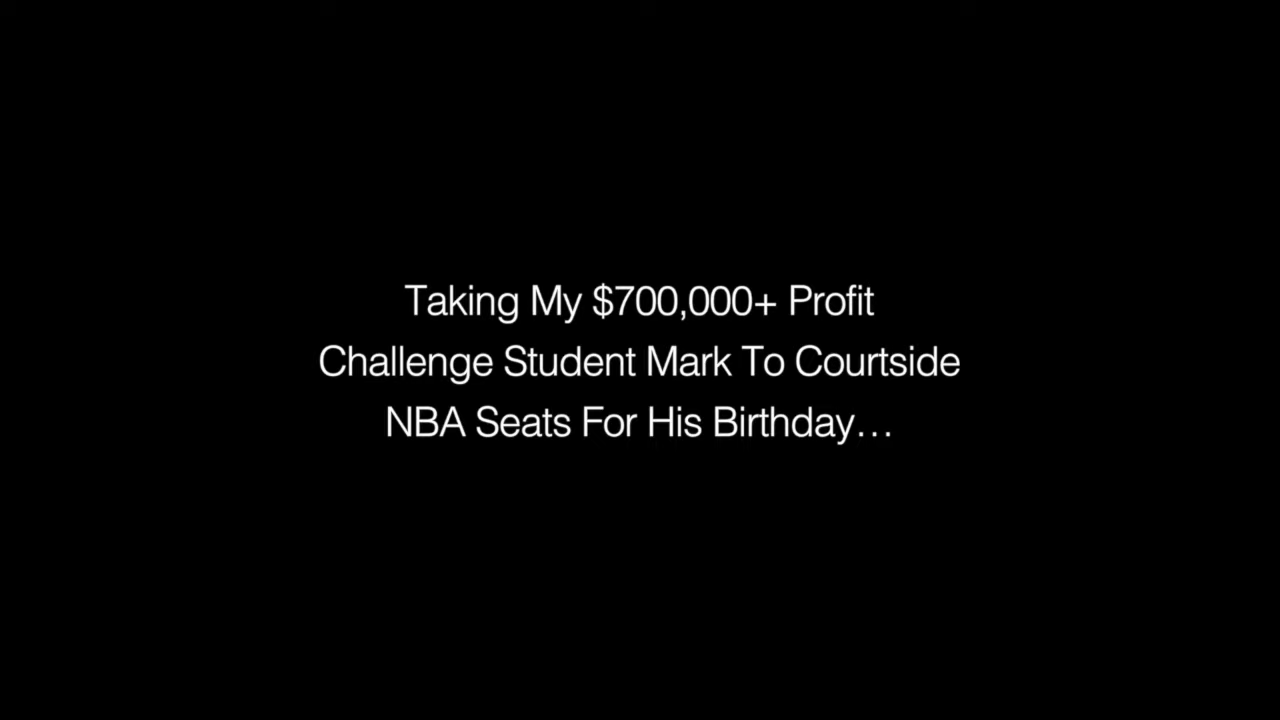 Taking My $700,000+ Profit
Challenge Student Mark To Courtside
NBA Seats For His Birthday…